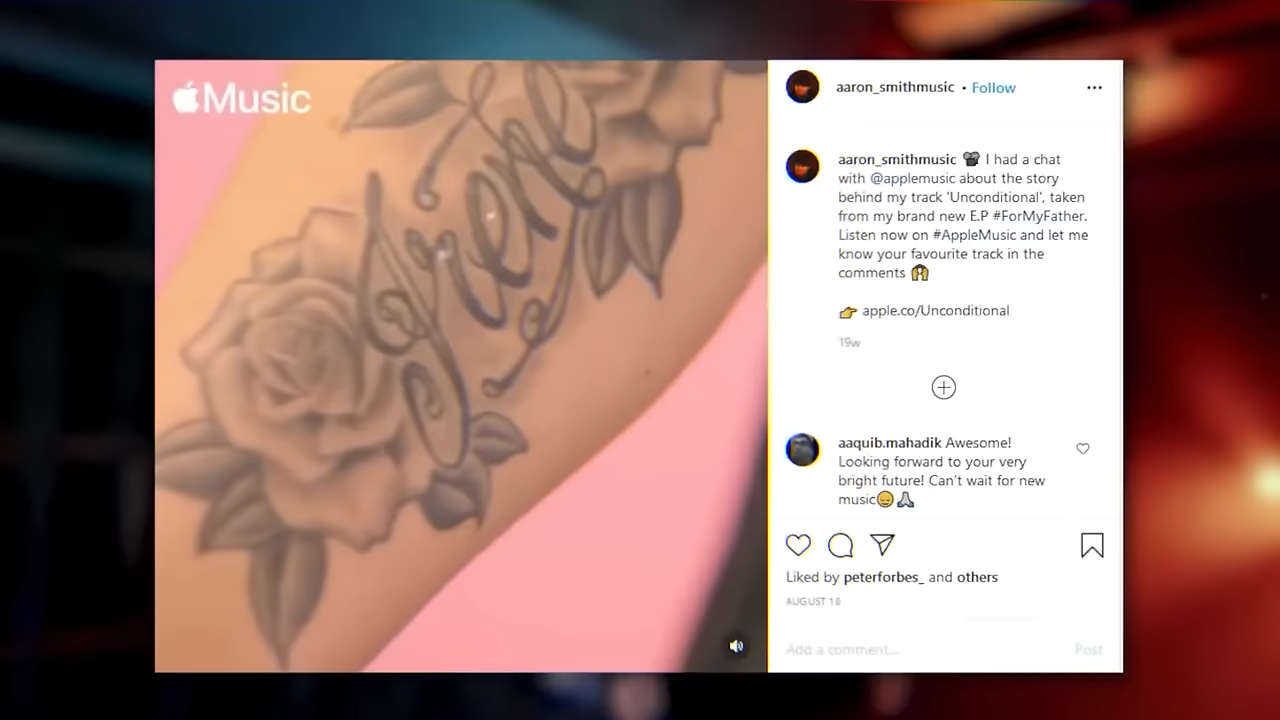 Music
Irene
aaron_smithmusic • Follow
aaron_smithmusic 🎥 I had a chat
with @applemusic about the story
behind my track 'Unconditional', taken
from my brand new E.P #ForMyFather.
Listen now on #AppleMusic and let me
know your favourite track in the
comments 🙌
👉 apple.co/Unconditional
19w
aaquib.mahadik Awesome!
Looking forward to your very
bright future! Can't wait for new
music😄🙏
Liked by peterforbes_ and others
AUGUST 18
Add a comment...
Post